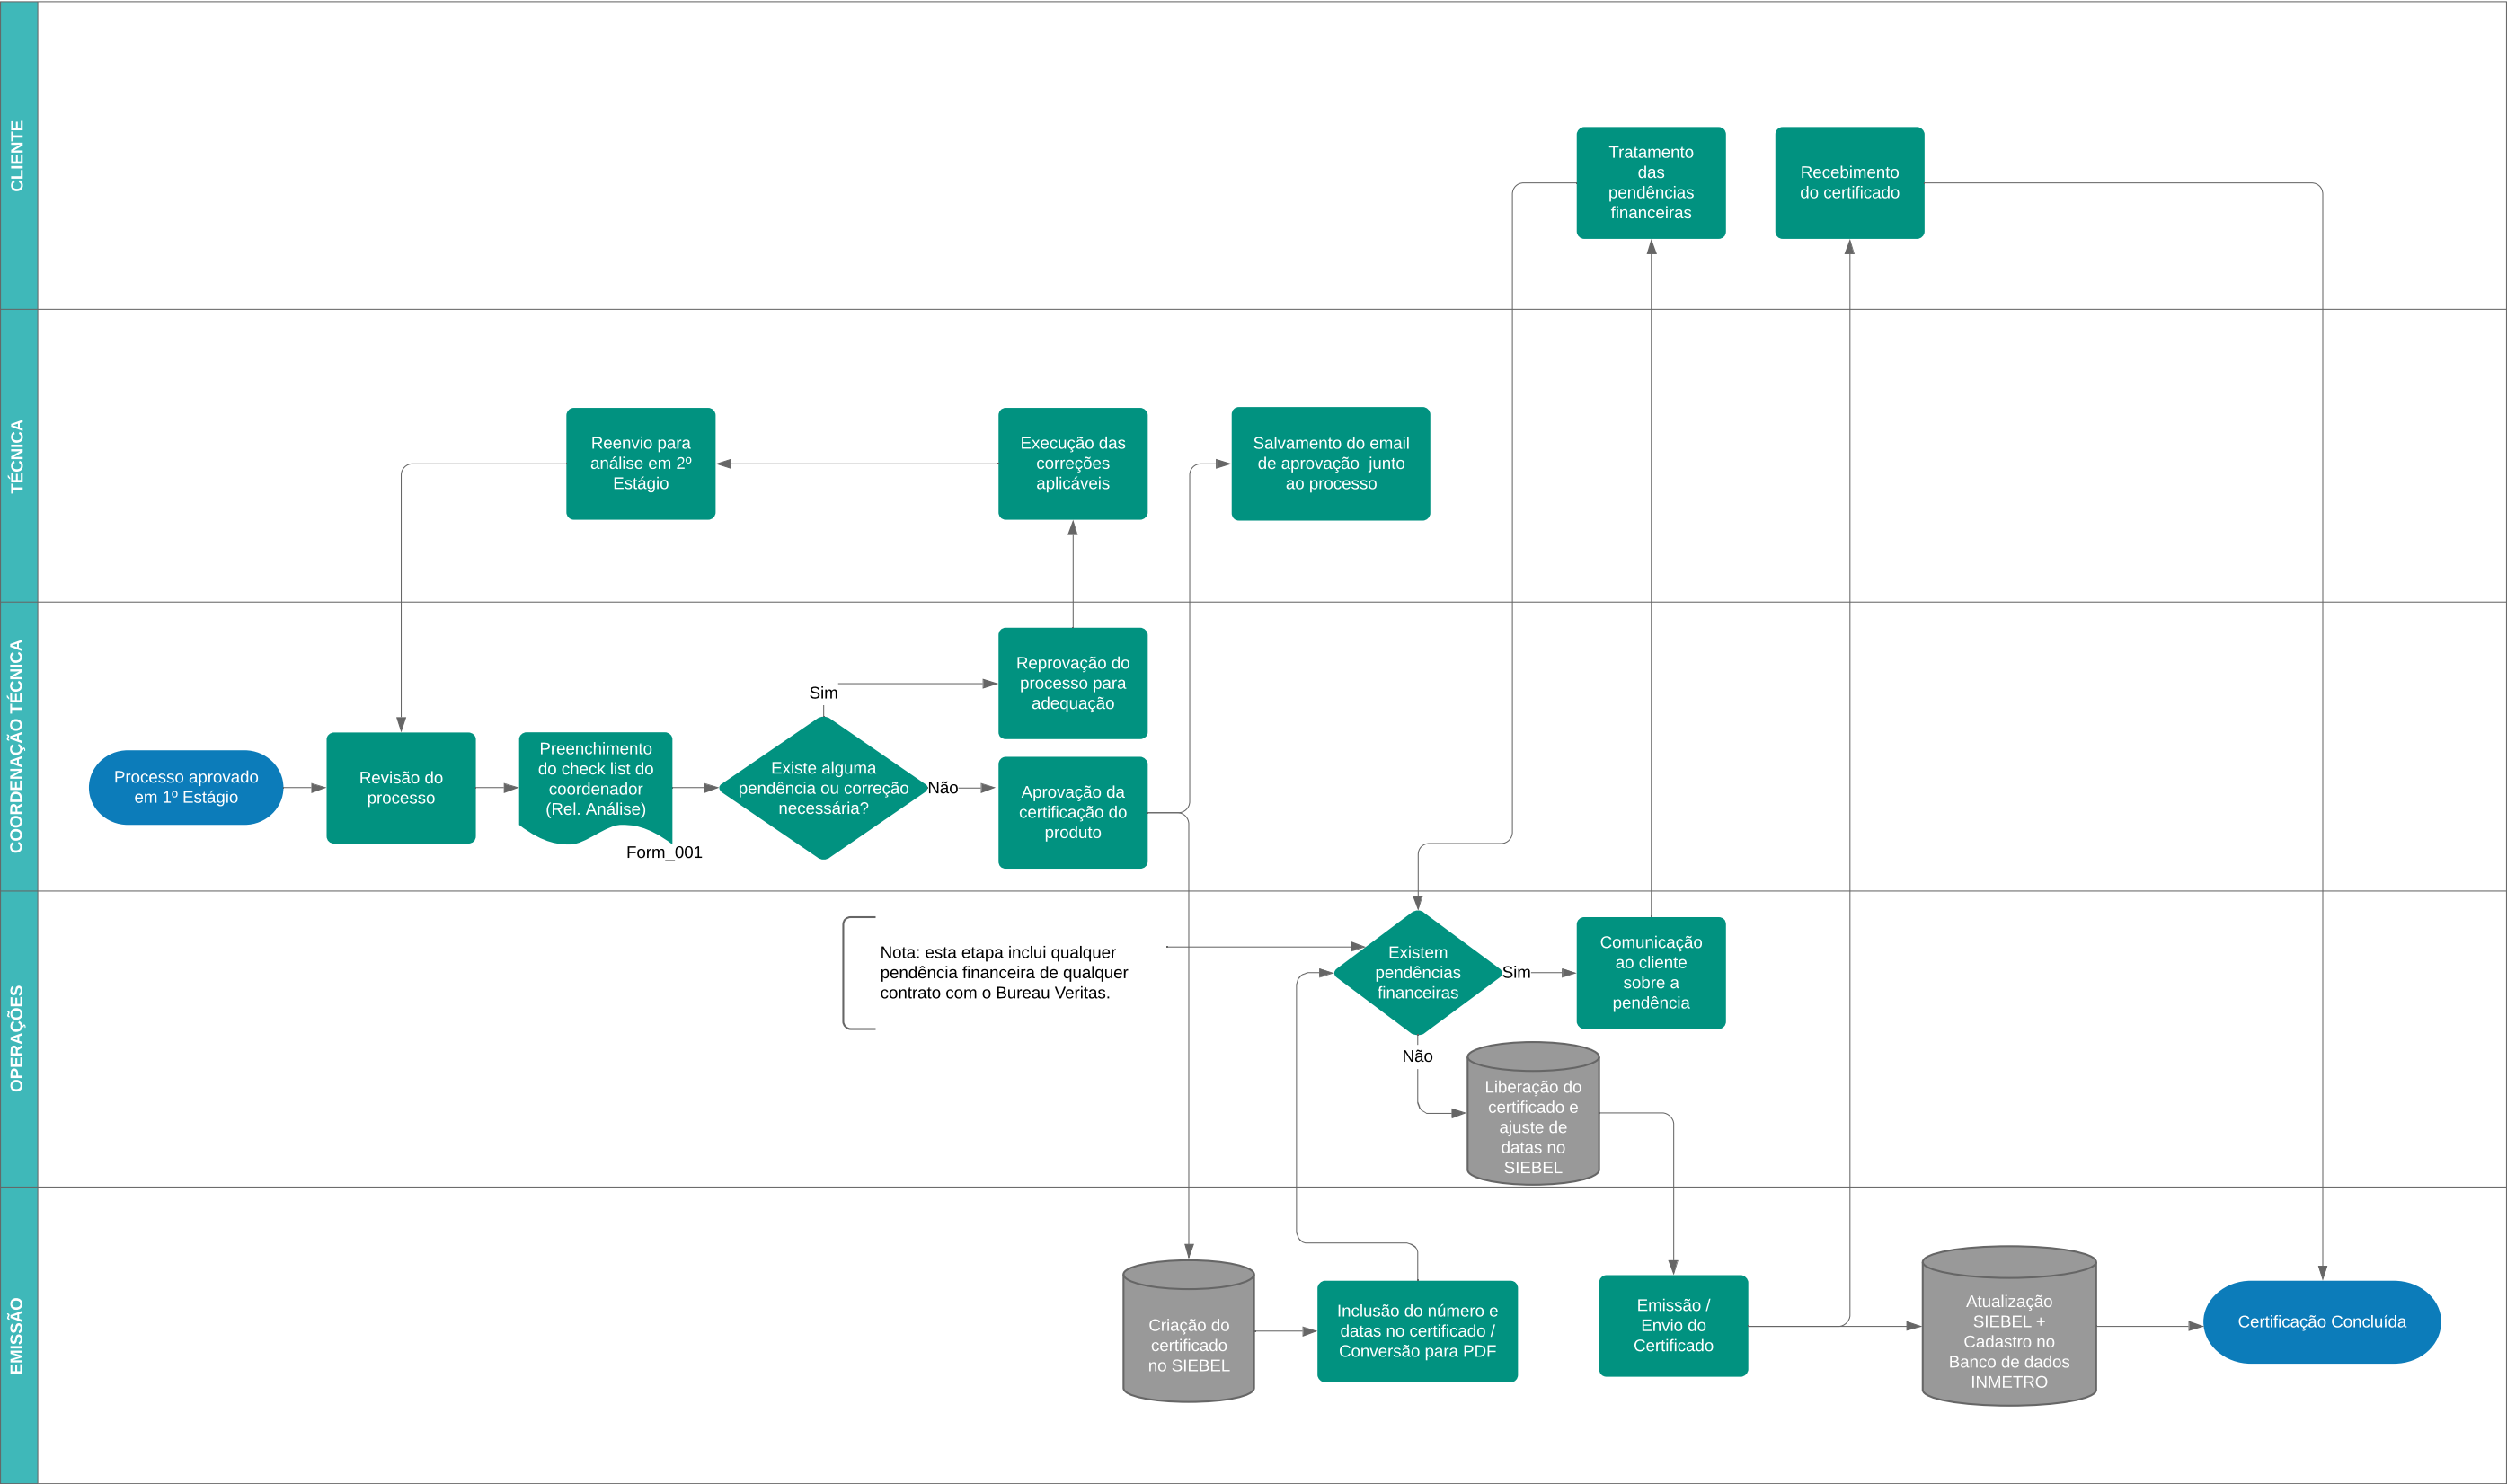 CLIENTE
Tratamento
das
pendências
financeiras
Recebimento
do certificado
TÉCNICA
Reenvio para
análise em 2º
Estágio
Execução das
correções
aplicáveis
Salvamento do email
de aprovação  junto
ao processo
COORDENAÇÃO TÉCNICA
Processo aprovado
em 1º Estágio
Revisão do
processo
Preenchimento
do check list do
coordenador
(Rel. Análise)
Form_001
Existe alguma
pendência ou correção
necessária?
Sim
Não
Reprovação do
processo para
adequação
Aprovação da
certificação do
produto
OPERAÇÕES
Nota: esta etapa inclui qualquer
pendência financeira de qualquer
contrato com o Bureau Veritas.
Existem
pendências
financeiras
Sim
Não
Comunicação
ao cliente
sobre a
pendência
Liberação do
certificado e
ajuste de
datas no
SIEBEL
EMISSÃO
Criação do
certificado
no SIEBEL
Inclusão do número e
datas no certificado /
Conversão para PDF
Emissão /
Envio do
Certificado
Atualização
SIEBEL +
Cadastro no
Banco de dados
INMETRO
Certificação Concluída